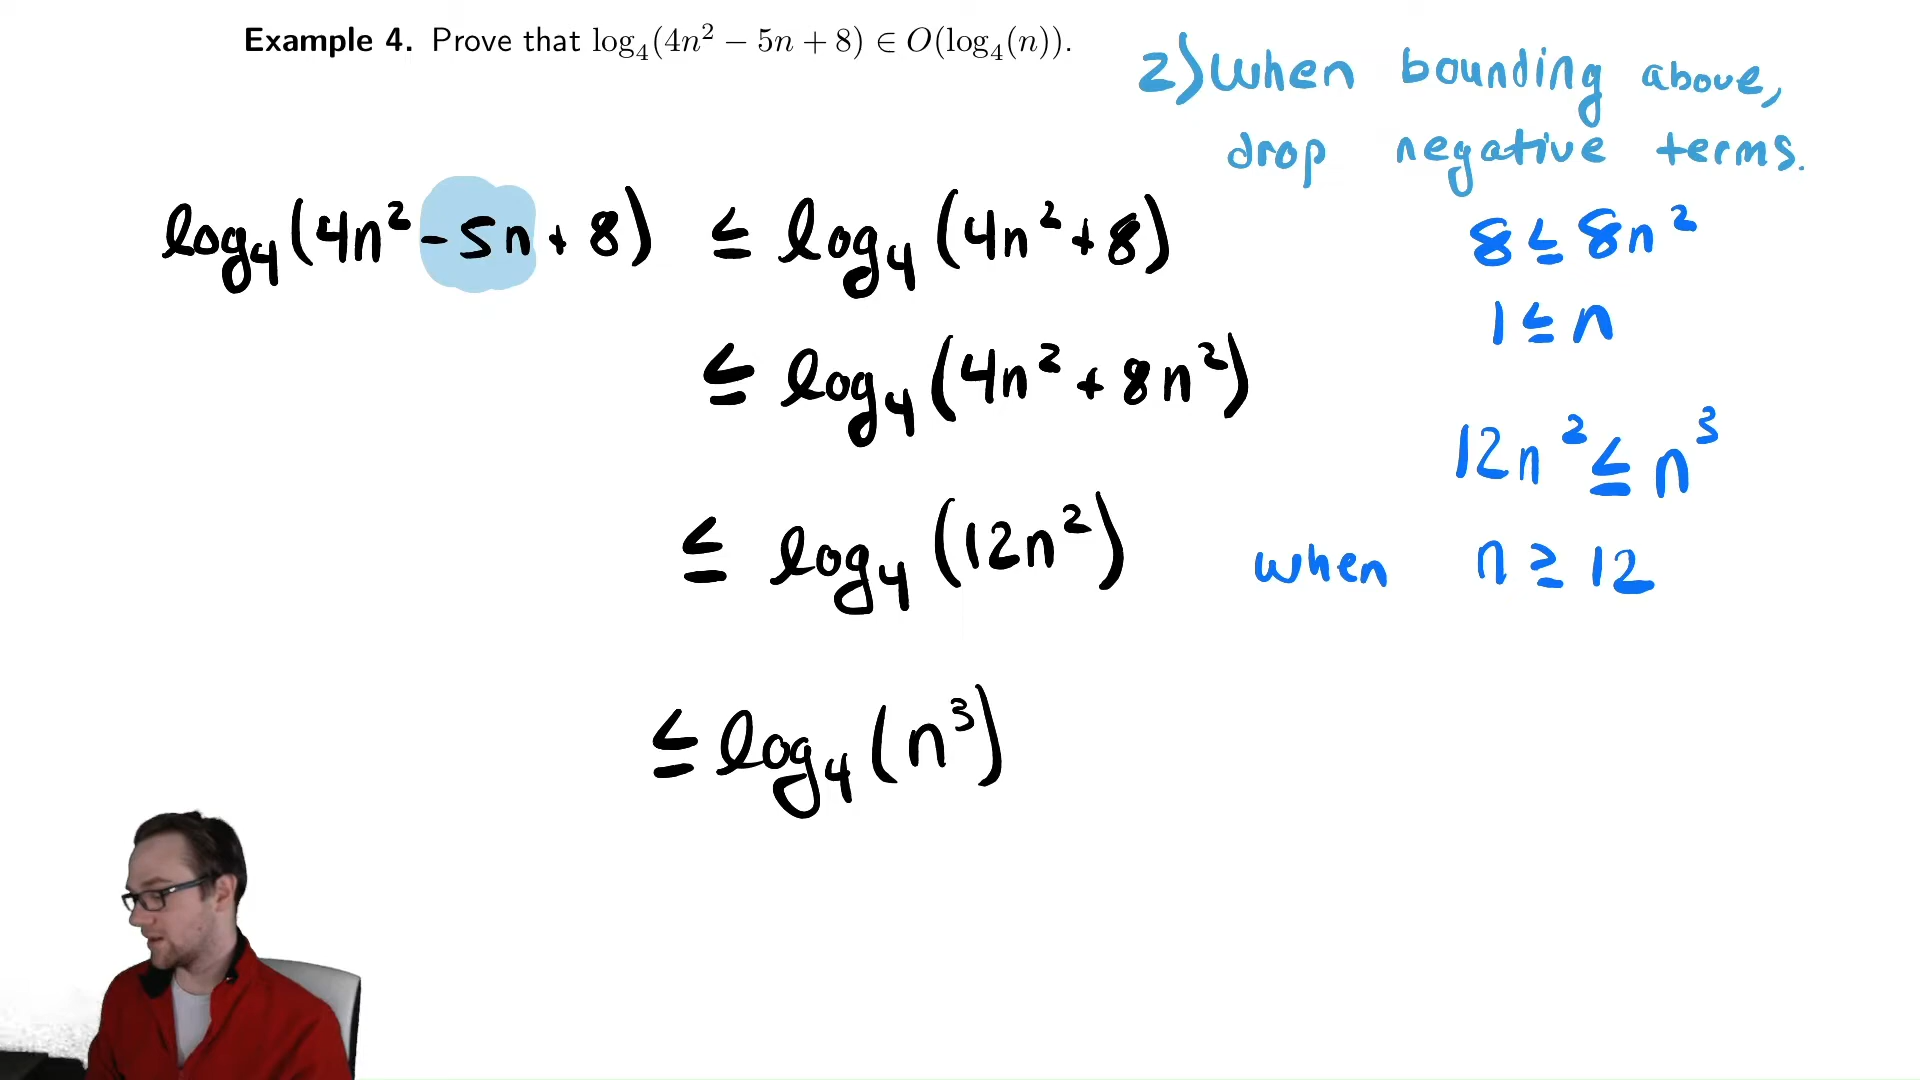 Example 4. Prove that log₄(4n² − 5n + 8) ∈ O(log₄(n)).
2) When bounding above,
drop negative terms.
log₄(4n² - 5n + 8) ≤ log₄(4n² + 8)
8 ≤ 8n²
1 ≤ n
≤ log₄(4n² + 8n²)
12n² ≤ n³
≤ log₄(12n²)
when n ≥ 12
≤ log₄(n³)